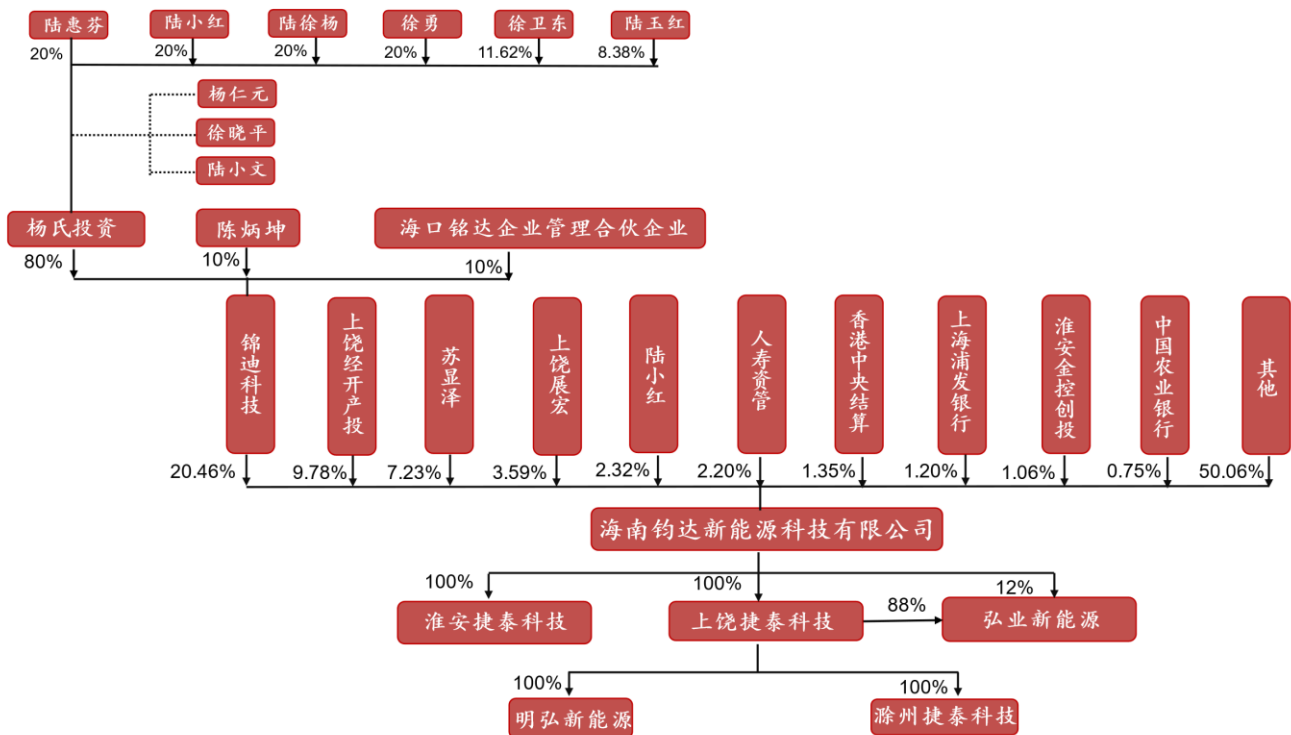 陆惠芬
陆小红
陆徐杨
徐勇
徐卫东
陆玉红
20%
20%
20%
20%
11.62%
8.38%
杨仁元
徐晓平
陆小文
杨氏投资
陈炳坤
海口铭达企业管理合伙企业
80%
10%
10%
锦迪科技
上饶经开产投
苏显泽
上饶展宏
陆小红
人寿资管
香港中央结算
上海浦发银行
淮安金控创投
中国农业银行
其他
20.46%
9.78%
7.23%
3.59%
2.32%
2.20%
1.35%
1.20%
1.06%
0.75%
50.06%
海南钧达新能源科技有限公司
100%
100%
12%
淮安捷泰科技
上饶捷泰科技
88%
弘业新能源
100%
100%
明弘新能源
滁州捷泰科技